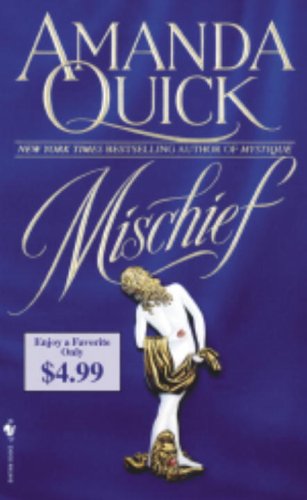 AMANDA
QUICK
NEW YORK TIMES BESTSELLING AUTHOR OF MYSTIQUE
Mischief
Enjoy a Favorite
Only
$4.99